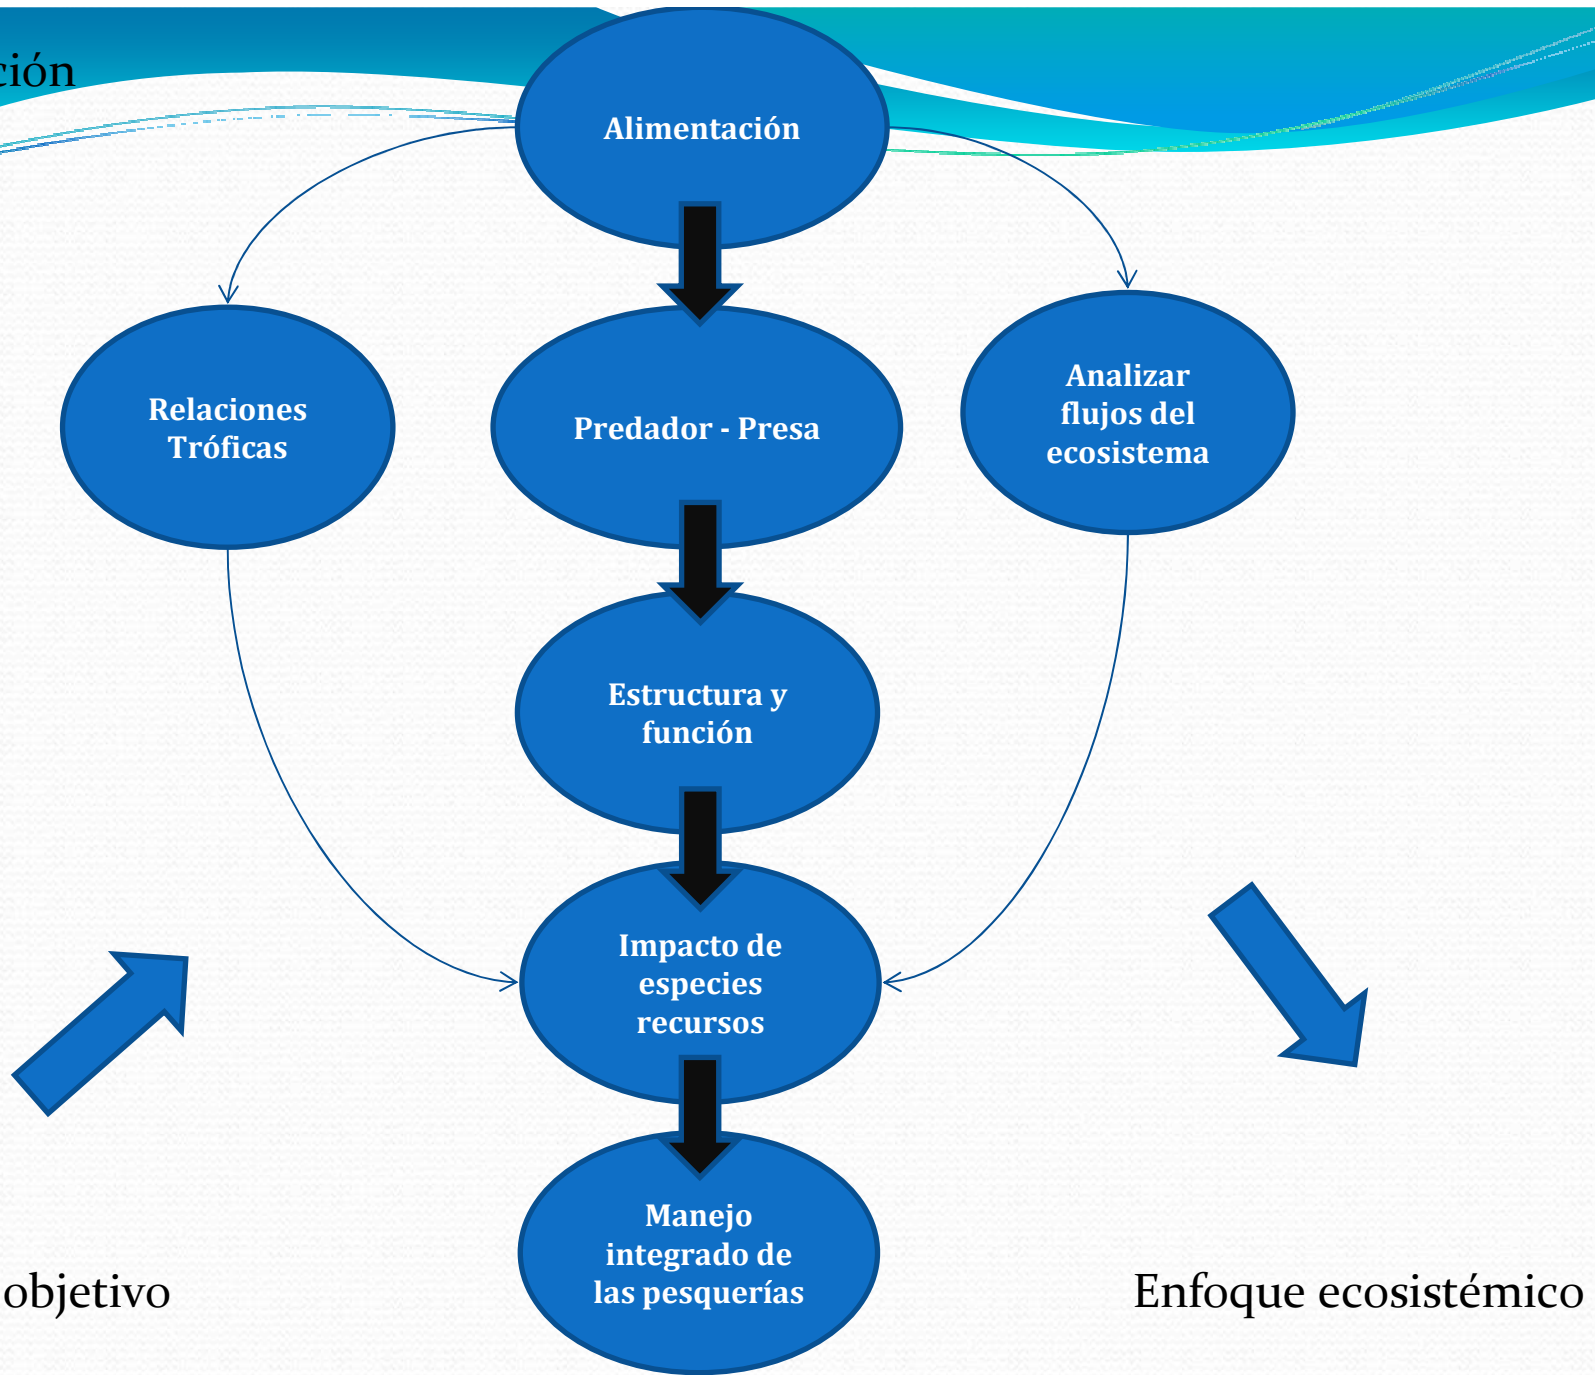 ción
Alimentación
Relaciones
Tróficas
Predador - Presa
Analizar
flujos del
ecosistema
Estructura y
función
Impacto de
especies
recursos
Manejo
integrado de
las pesquerías
objetivo
Enfoque ecosistémico